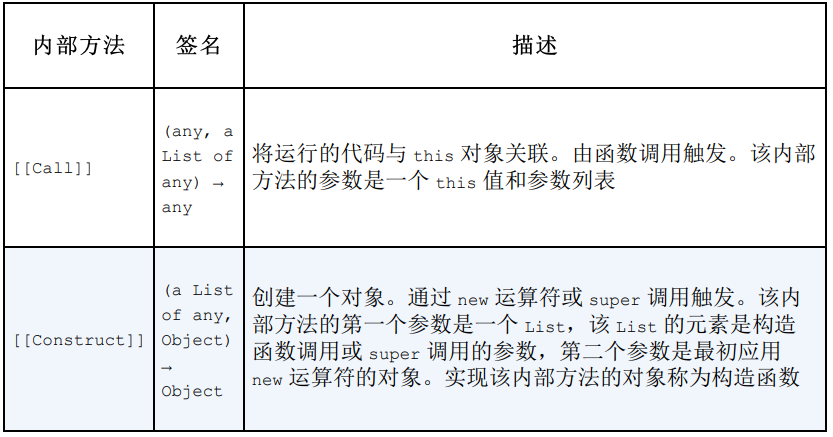 内部方法 签名 描述
[[Call]]
(any, a
List of
any) →
any
将运行的代码与 this 对象关联。由函数调用触发。该内部
方法的参数是一个 this 值和参数列表
[[Construct]]
(a List
of any,
Object)
→
Object
创建一个对象。通过 new 运算符或 super 调用触发。该内
部方法的第一个参数是一个 List，该 List 的元素是构造
函数调用或 super 调用的参数，第二个参数是最初应用
new 运算符的对象。实现该内部方法的对象称为构造函数